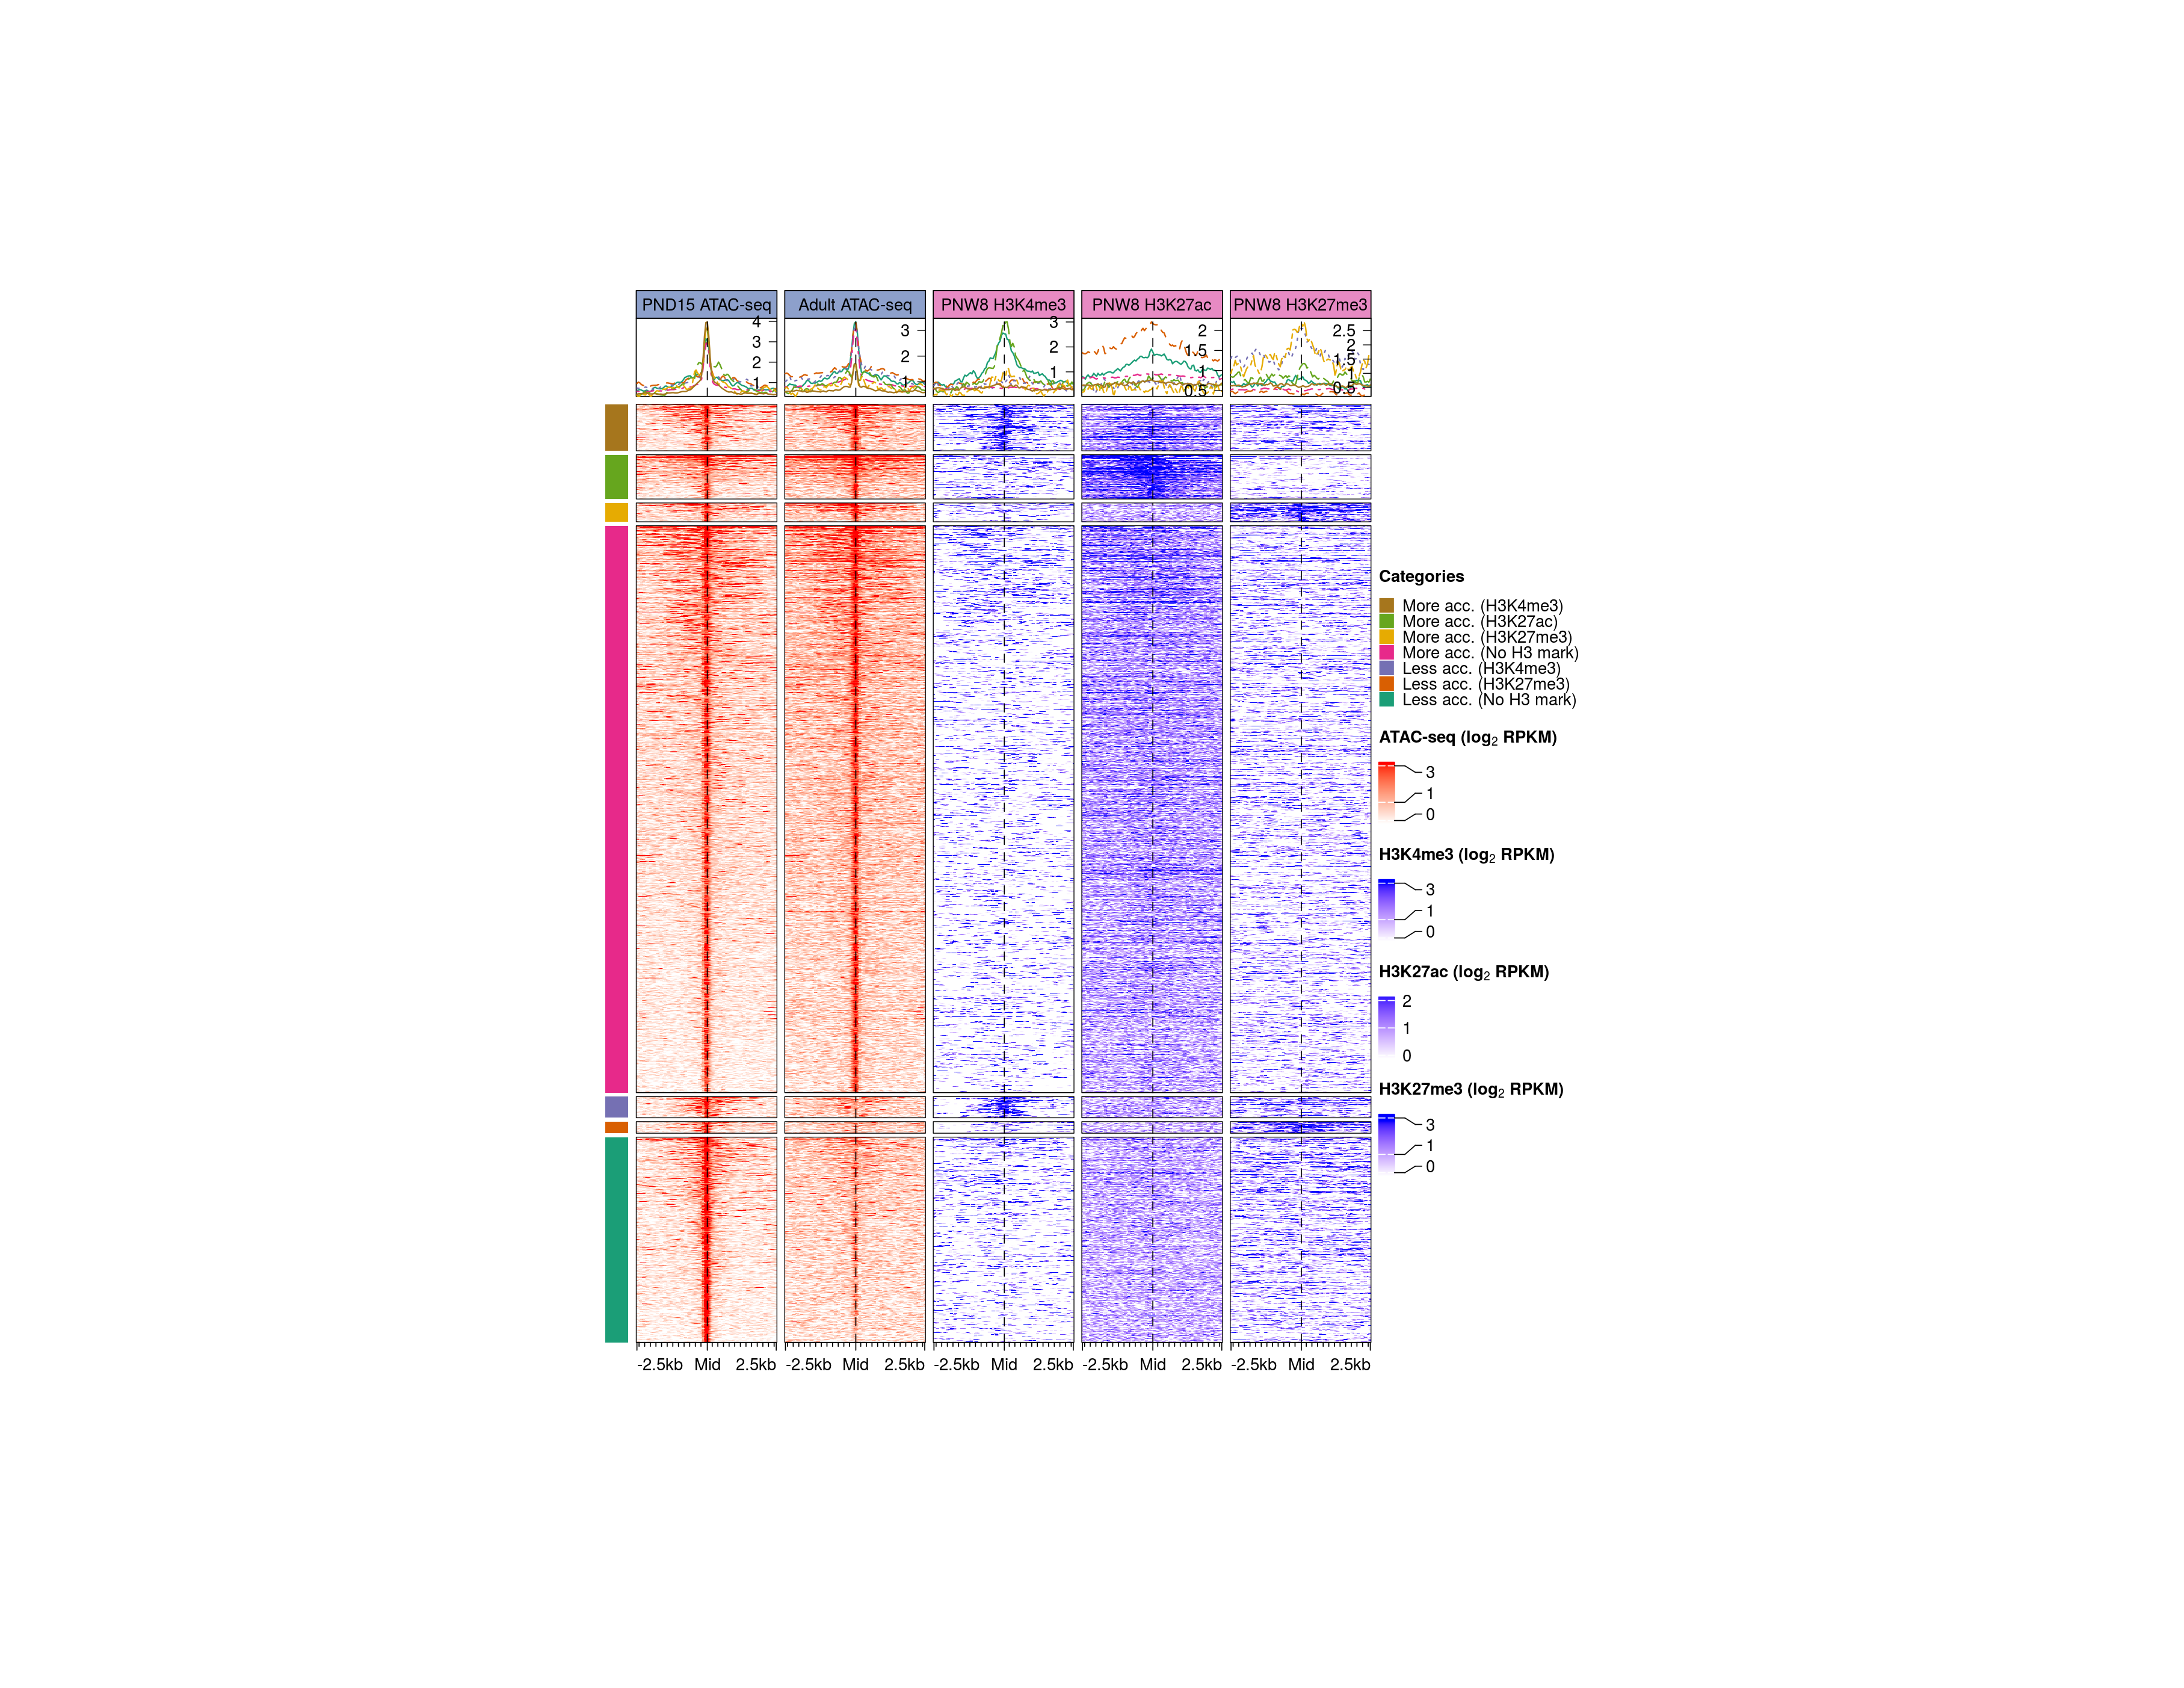 PND15 ATAC-seq
Adult ATAC-seq
PNW8 H3K4me3
PNW8 H3K27ac
PNW8 H3K27me3
4
3
2
1
3
2
1
3
2
1
2
1.5
1
0.5
2.5
2
1.5
1
0.5
Categories
More acc. (H3K4me3)
More acc. (H3K27ac)
More acc. (H3K27me3)
More acc. (No H3 mark)
Less acc. (H3K4me3)
Less acc. (H3K27me3)
Less acc. (No H3 mark)
ATAC-seq (log2 RPKM)
3
1
0
H3K4me3 (log2 RPKM)
3
1
0
H3K27ac (log2 RPKM)
2
1
0
H3K27me3 (log2 RPKM)
3
1
0
-2.5kb Mid 2.5kb
-2.5kb Mid 2.5kb
-2.5kb Mid 2.5kb
-2.5kb Mid 2.5kb
-2.5kb Mid 2.5kb